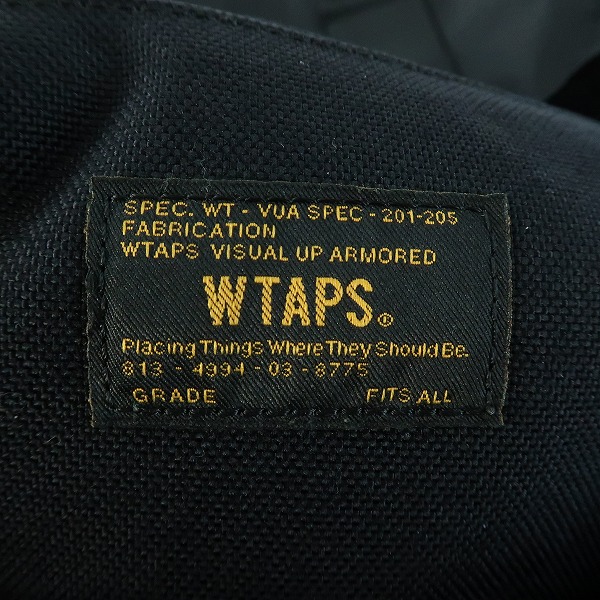 SPEC. WT - VUA SPEC - 201-205
FABRICATION
WTAPS VISUAL UP ARMORED
WTAPS®
Placing Things Where They Should Be.
813 - 4994 - 03 - 8775
GRADE FITS ALL